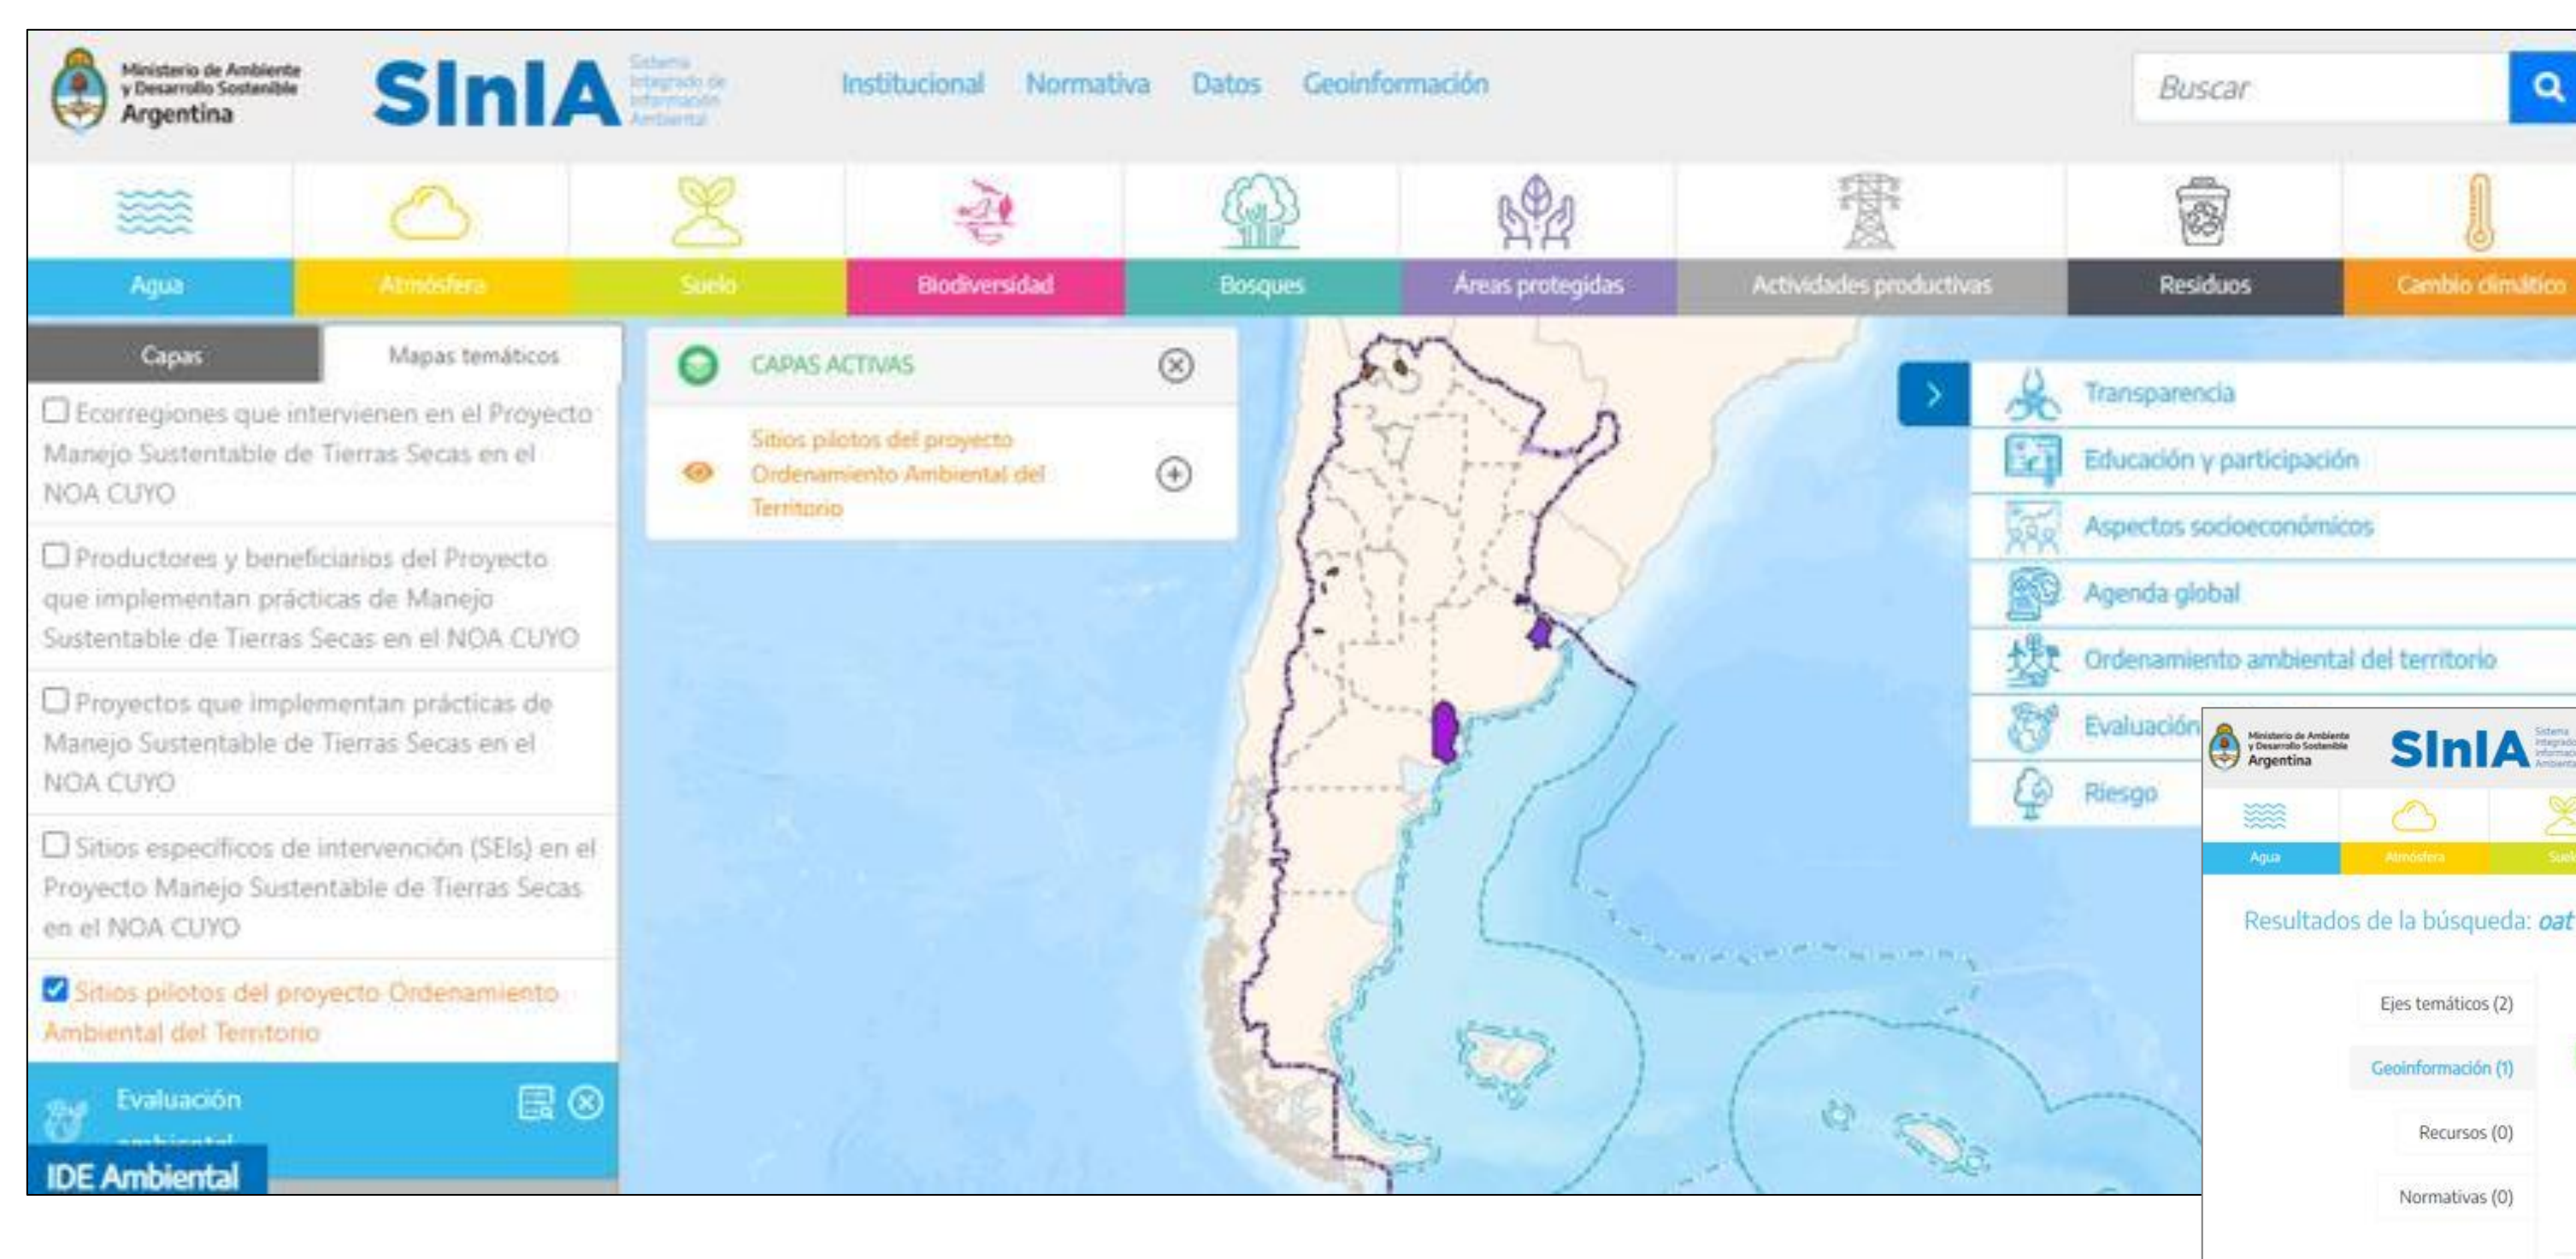 Ministerio de Ambiente
y Desarrollo Sostenible
Argentina
SInIA
Sistema
Integrado de
Información
Ambiental
Institucional Normativa Datos Geoinformación
Buscar
Agua Atmósfera Suelo Biodiversidad Bosques Áreas protegidas Actividades productivas Residuos Cambio climático
Capas Mapas temáticos
Ecorregiones que intervienen en el Proyecto
Manejo Sustentable de Tierras Secas en el
NOA CUYO
Productores y beneficiarios del Proyecto
que implementan prácticas de Manejo
Sustentable de Tierras Secas en el NOA CUYO
Proyectos que implementan prácticas de
Manejo Sustentable de Tierras Secas en el
NOA CUYO
Sitios específicos de intervención (SEIs) en el
Proyecto Manejo Sustentable de Tierras Secas
en el NOA CUYO
Sitios pilotos del proyecto Ordenamiento
Ambiental del Territorio
Evaluación
ambiental
IDE Ambiental
CAPAS ACTIVAS
Sitios pilotos del proyecto
Ordenamiento Ambiental del
Territorio
Transparencia
Educación y participación
Aspectos socioeconómicos
Agenda global
Ordenamiento ambiental del territorio
Evaluación
Riesgo
Ministerio de Ambiente
y Desarrollo Sostenible
Argentina
SInIA
Sistema
Agua Atmósfera
Resultados de la búsqueda: oat
Ejes temáticos (2)
Geoinformación (1)
Recursos (0)
Normativas (0)